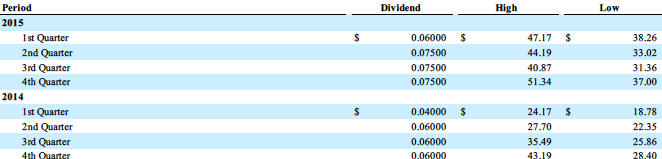 Period Dividend High Low
2015
1st Quarter $ 0.06000 $ 47.17 $ 38.26
2nd Quarter 0.07500 44.19 33.02
3rd Quarter 0.07500 40.87 31.36
4th Quarter 0.07500 51.34 37.00
2014
1st Quarter $ 0.04000 $ 24.17 $ 18.78
2nd Quarter 0.06000 27.70 22.35
3rd Quarter 0.06000 35.49 25.86
4th Quarter 0.06000 43.19 28.40